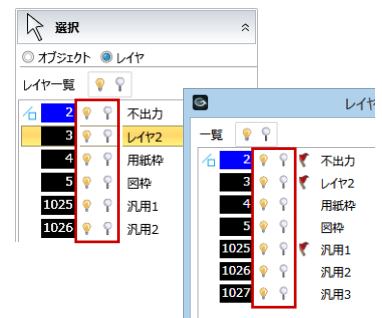 選択
オブジェクト レイヤ
レイヤ一覧
2 不出力
3 レイヤ2
4 用紙枠
5 図枠
1025 汎用1
1026 汎用2
レイヤ
一覧
2 不出力
3 レイヤ2
4 用紙枠
5 図枠
1025 汎用1
1026 汎用2
1027 汎用3